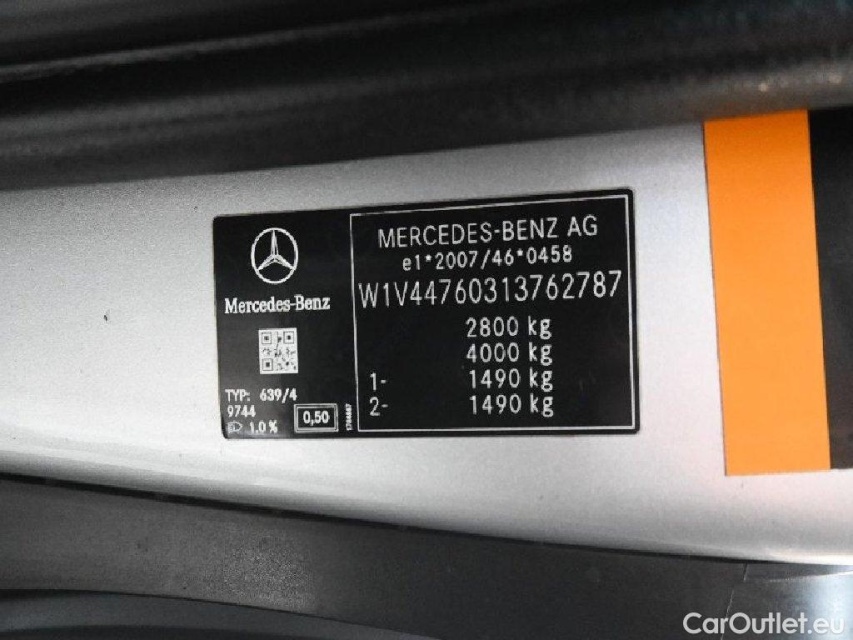 Mercedes-Benz
TYP: 639/4
9744
1.0 %
0,50
MERCEDES-BENZ AG
e1*2007/46*0458
W1V44760313762787
2800 kg
4000 kg
1- 1490 kg
2- 1490 kg
CarOutlet.eu